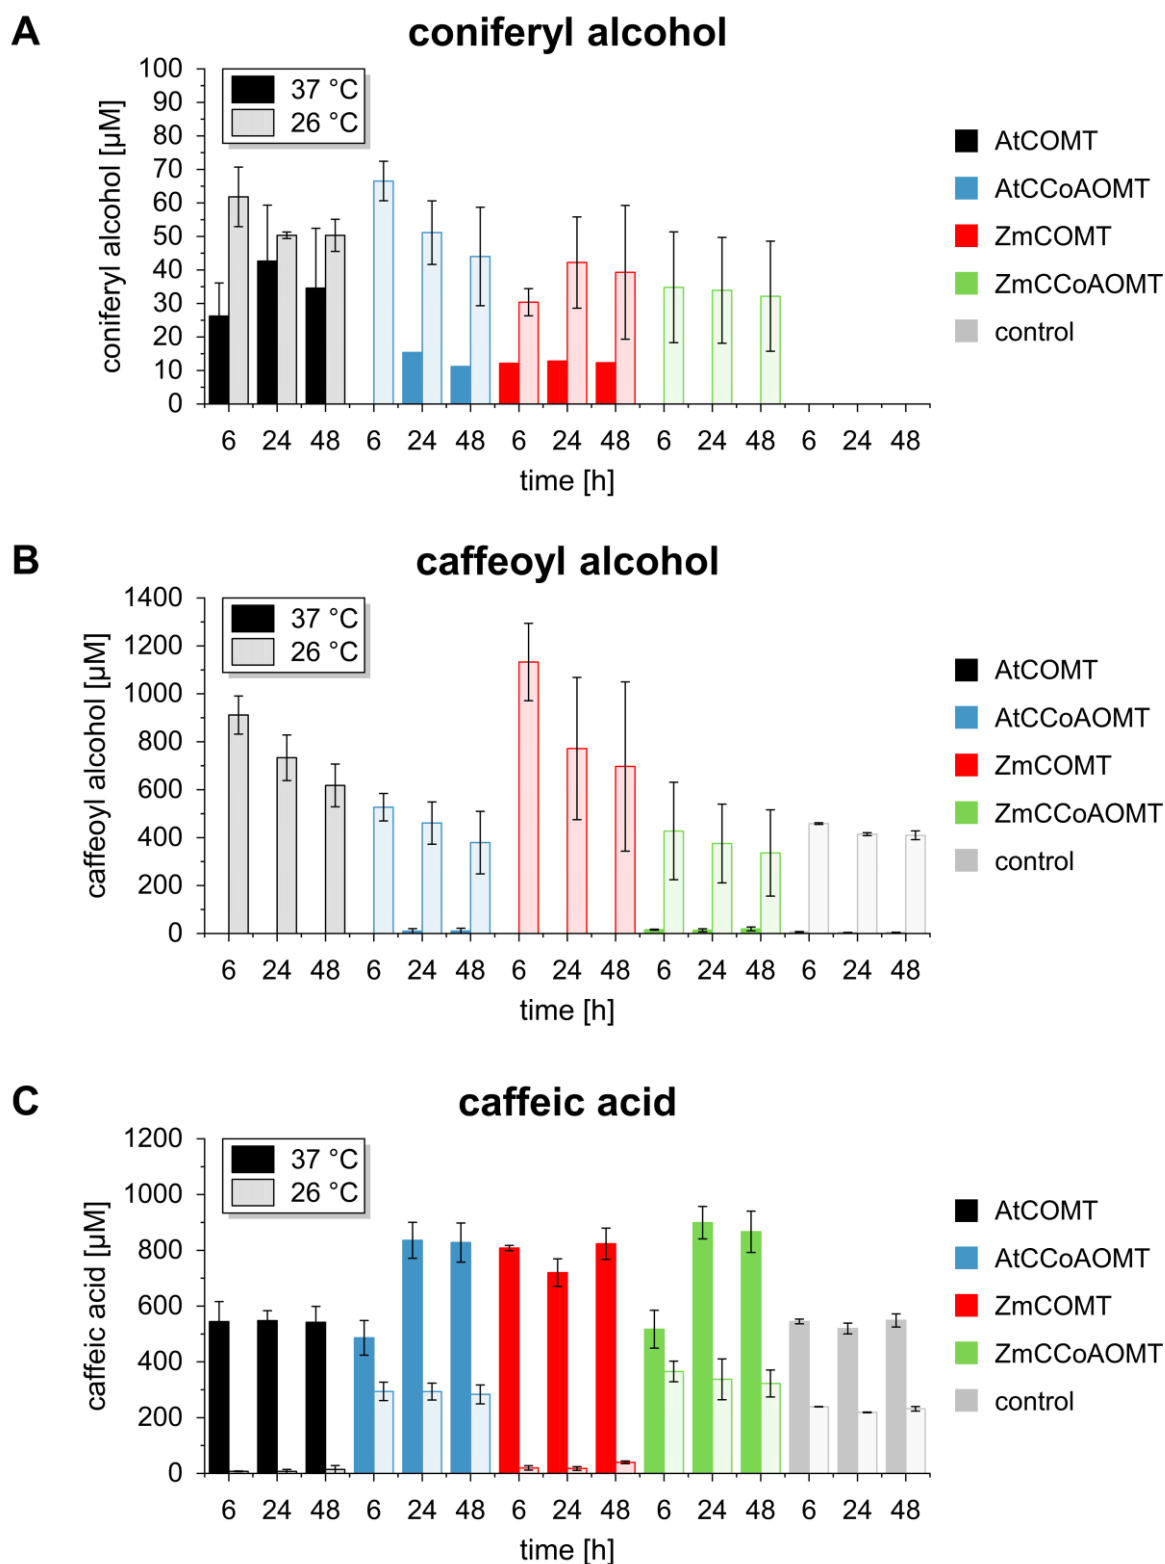 A
coniferyl alcohol
coniferyl alcohol [µM]
100
90
80
70
60
50
40
30
20
10
0
37 °C
26 °C
6 24 48 6 24 48 6 24 48 6 24 48 6 24 48
time [h]
AtCOMT
AtCCoAOMT
ZmCOMT
ZmCCoAOMT
control
B
caffeoyl alcohol
caffeoyl alcohol [µM]
1400
1200
1000
800
600
400
200
0
37 °C
26 °C
6 24 48 6 24 48 6 24 48 6 24 48 6 24 48
time [h]
AtCOMT
AtCCoAOMT
ZmCOMT
ZmCCoAOMT
control
C
caffeic acid
caffeic acid [µM]
1200
1000
800
600
400
200
0
37 °C
26 °C
6 24 48 6 24 48 6 24 48 6 24 48 6 24 48
time [h]
AtCOMT
AtCCoAOMT
ZmCOMT
ZmCCoAOMT
control